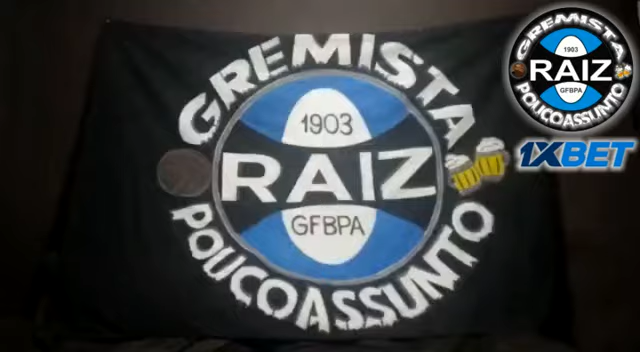 GREMISTA
1903
RAIZ
GFBPA
POUCOASSUNTO
GREMISTA
1903
RAIZ
GFBPA
POUCOASSUNTO
1XBET